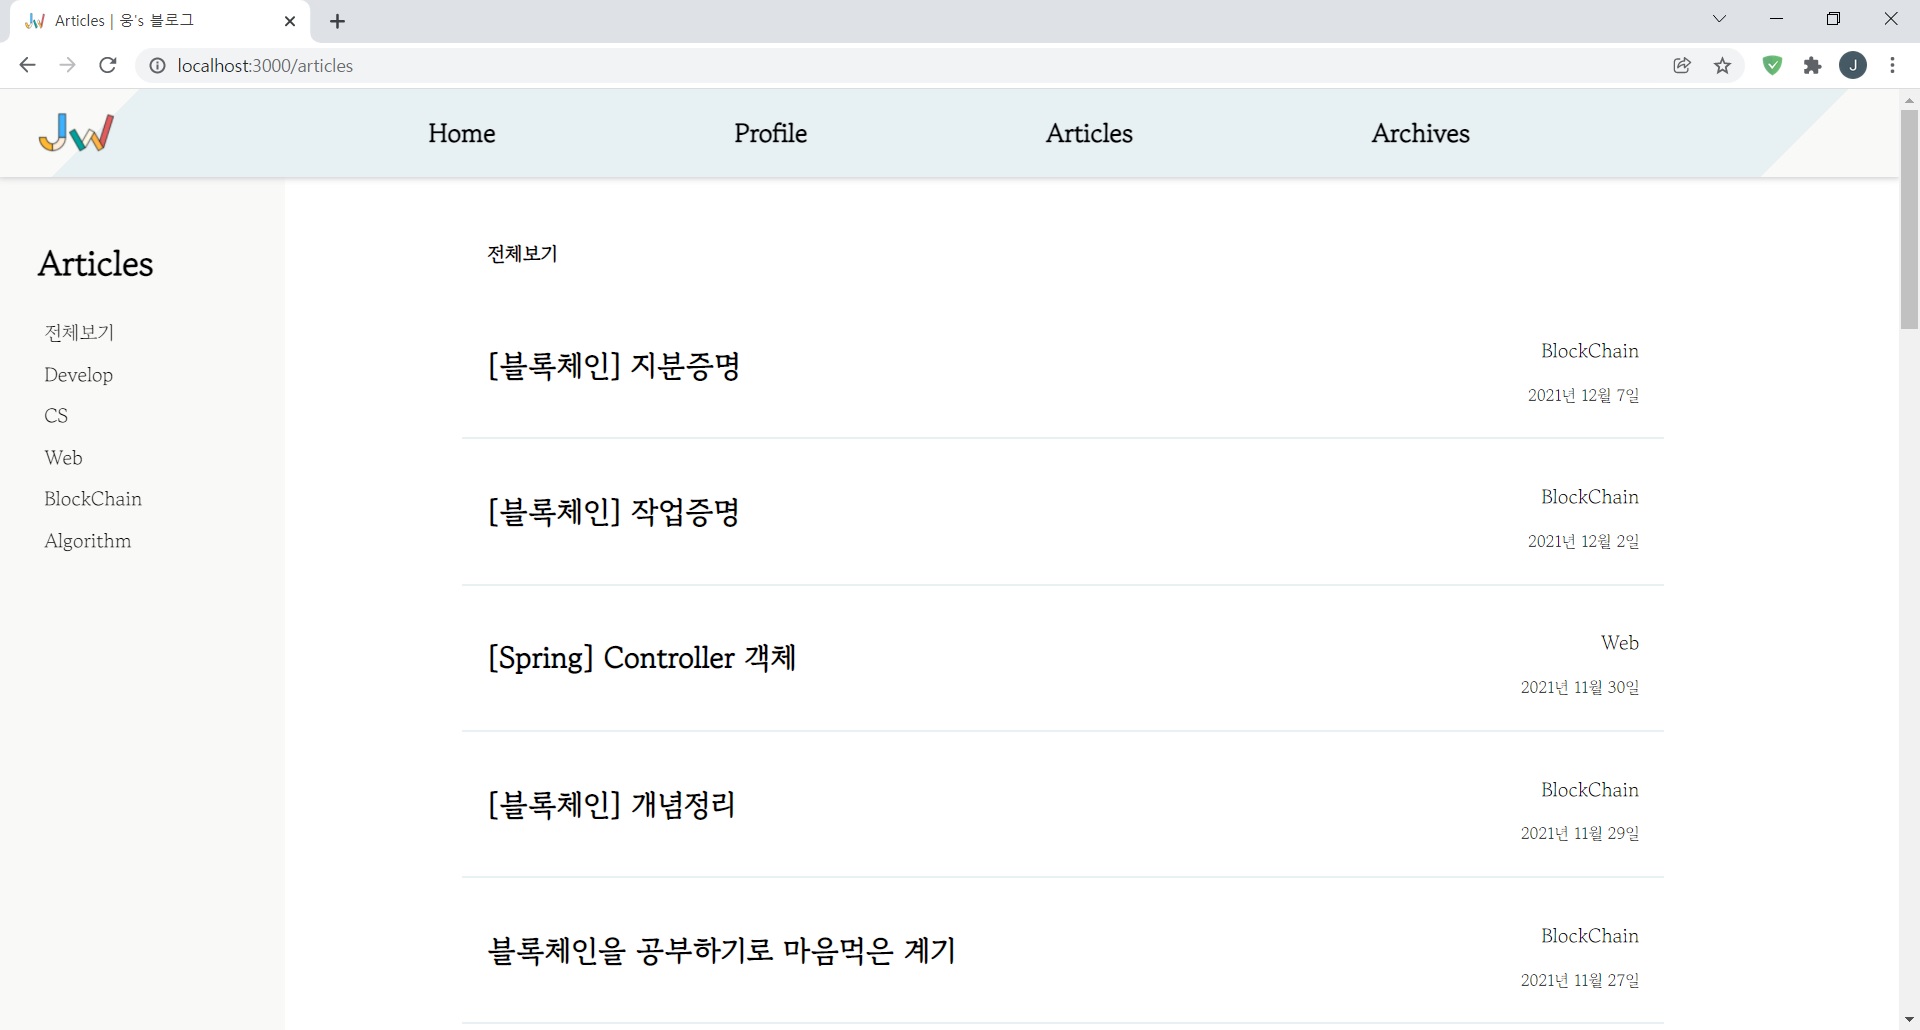 Articles | 웅's 블로그
localhost:3000/articles
J
JW
Home
Profile
Articles
Archives
Articles
전체보기
Develop
CS
Web
BlockChain
Algorithm
전체보기
[블록체인] 지분증명
BlockChain
2021년 12월 7일
[블록체인] 작업증명
BlockChain
2021년 12월 2일
[Spring] Controller 객체
Web
2021년 11월 30일
[블록체인] 개념정리
BlockChain
2021년 11월 29일
블록체인을 공부하기로 마음먹은 계기
BlockChain
2021년 11월 27일